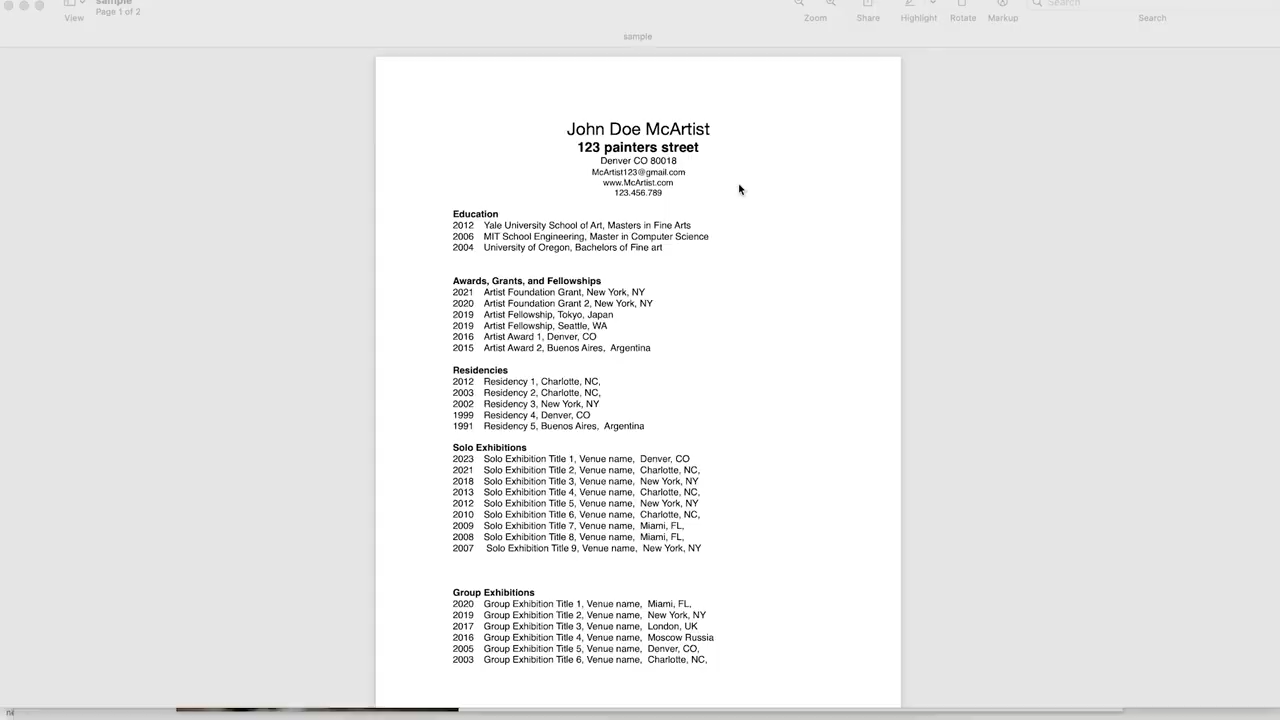 sample
Page 1 of 2
View
Zoom
Share
Highlight
Rotate
Markup
Search
Search
sample
John Doe McArtist
123 painters street
Denver CO 80018
McArtist123@gmail.com
www.McArtist.com
123.456.789
Education
2012 Yale University School of Art, Masters in Fine Arts
2006 MIT School Engineering, Master in Computer Science
2004 University of Oregon, Bachelors of Fine art
Awards, Grants, and Fellowships
2021 Artist Foundation Grant, New York, NY
2020 Artist Foundation Grant 2, New York, NY
2019 Artist Fellowship, Tokyo, Japan
2019 Artist Fellowship, Seattle, WA
2016 Artist Award 1, Denver, CO
2015 Artist Award 2, Buenos Aires, Argentina
Residencies
2012 Residency 1, Charlotte, NC,
2003 Residency 2, Charlotte, NC,
2002 Residency 3, New York, NY
1999 Residency 4, Denver, CO
1991 Residency 5, Buenos Aires, Argentina
Solo Exhibitions
2023 Solo Exhibition Title 1, Venue name, Denver, CO
2021 Solo Exhibition Title 2, Venue name, Charlotte, NC,
2018 Solo Exhibition Title 3, Venue name, New York, NY
2013 Solo Exhibition Title 4, Venue name, Charlotte, NC,
2012 Solo Exhibition Title 5, Venue name, New York, NY
2010 Solo Exhibition Title 6, Venue name, Charlotte, NC,
2009 Solo Exhibition Title 7, Venue name, Miami, FL,
2008 Solo Exhibition Title 8, Venue name, Miami, FL,
2007 Solo Exhibition Title 9, Venue name, New York, NY
Group Exhibitions
2020 Group Exhibition Title 1, Venue name, Miami, FL,
2019 Group Exhibition Title 2, Venue name, New York, NY
2017 Group Exhibition Title 3, Venue name, London, UK
2016 Group Exhibition Title 4, Venue name, Moscow Russia
2005 Group Exhibition Title 5, Venue name, Denver, CO,
2003 Group Exhibition Title 6, Venue name, Charlotte, NC,